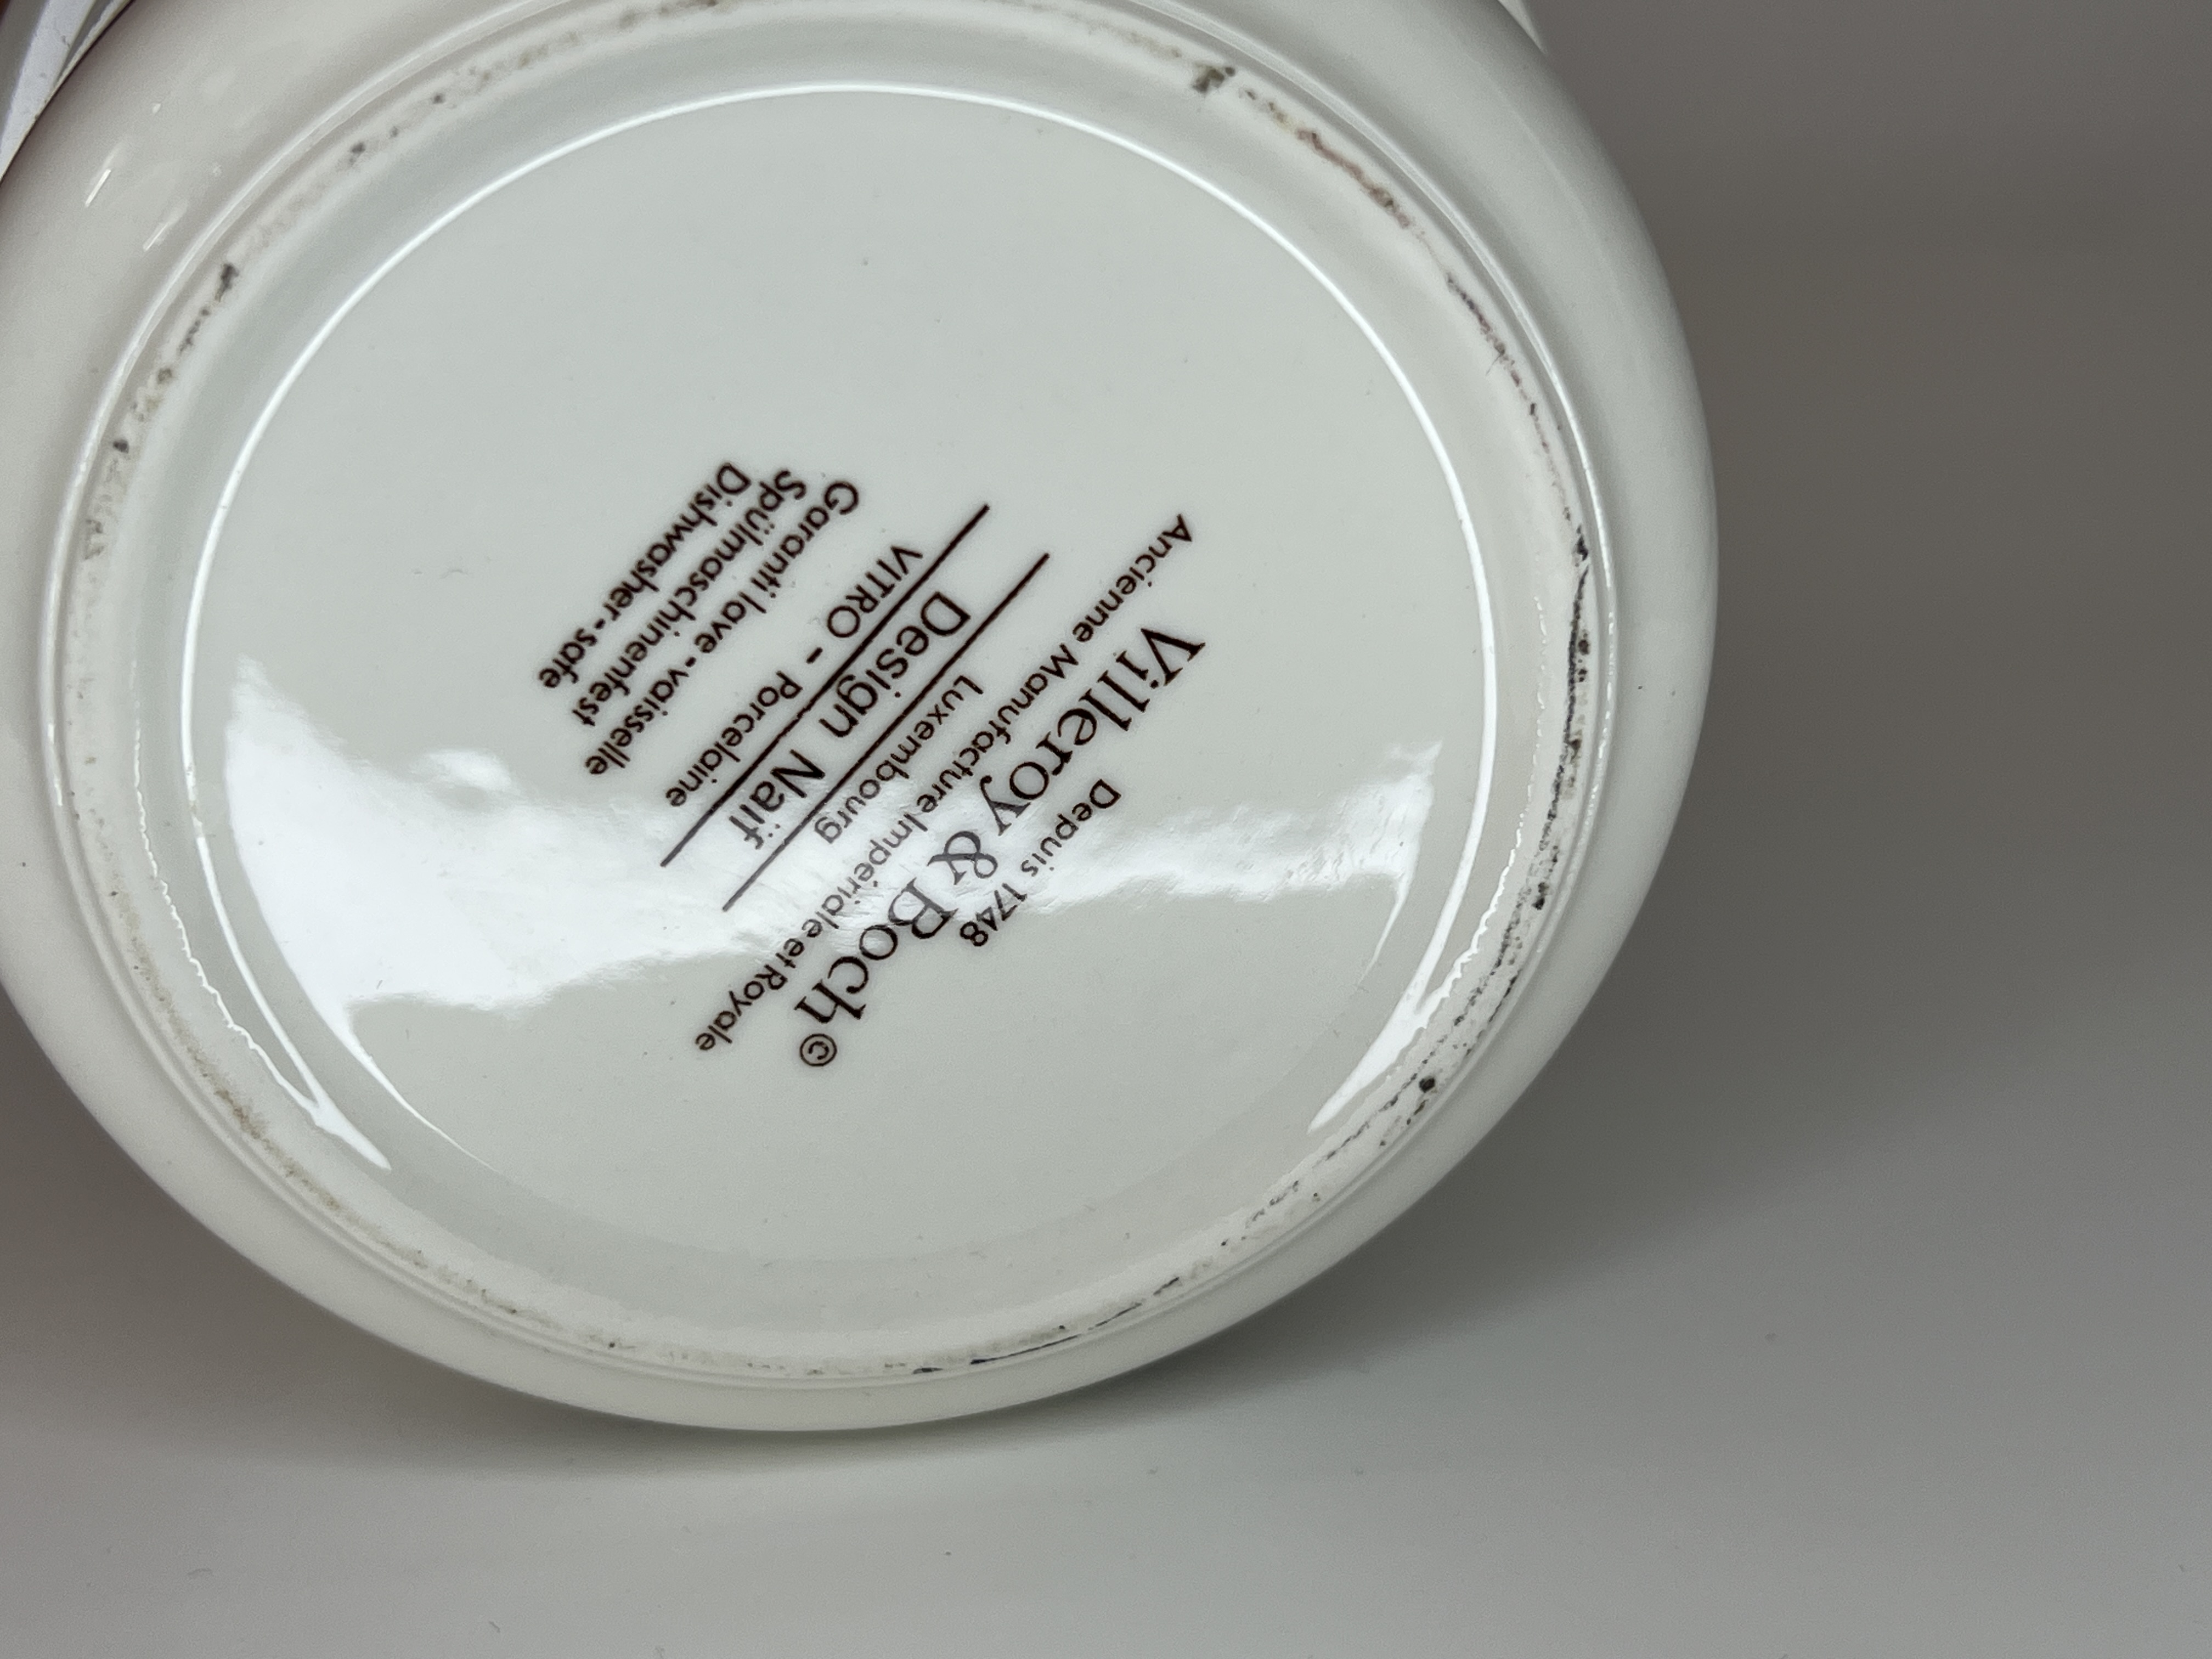 Depuis 1748
Villeroy & Boch ©
Ancienne Manufacture Impériale et Royale
Luxembourg
Design Naïf
VITRO - Porcelaine
Garanti lave-vaisselle
Spülmaschinenfest
Dishwasher-safe